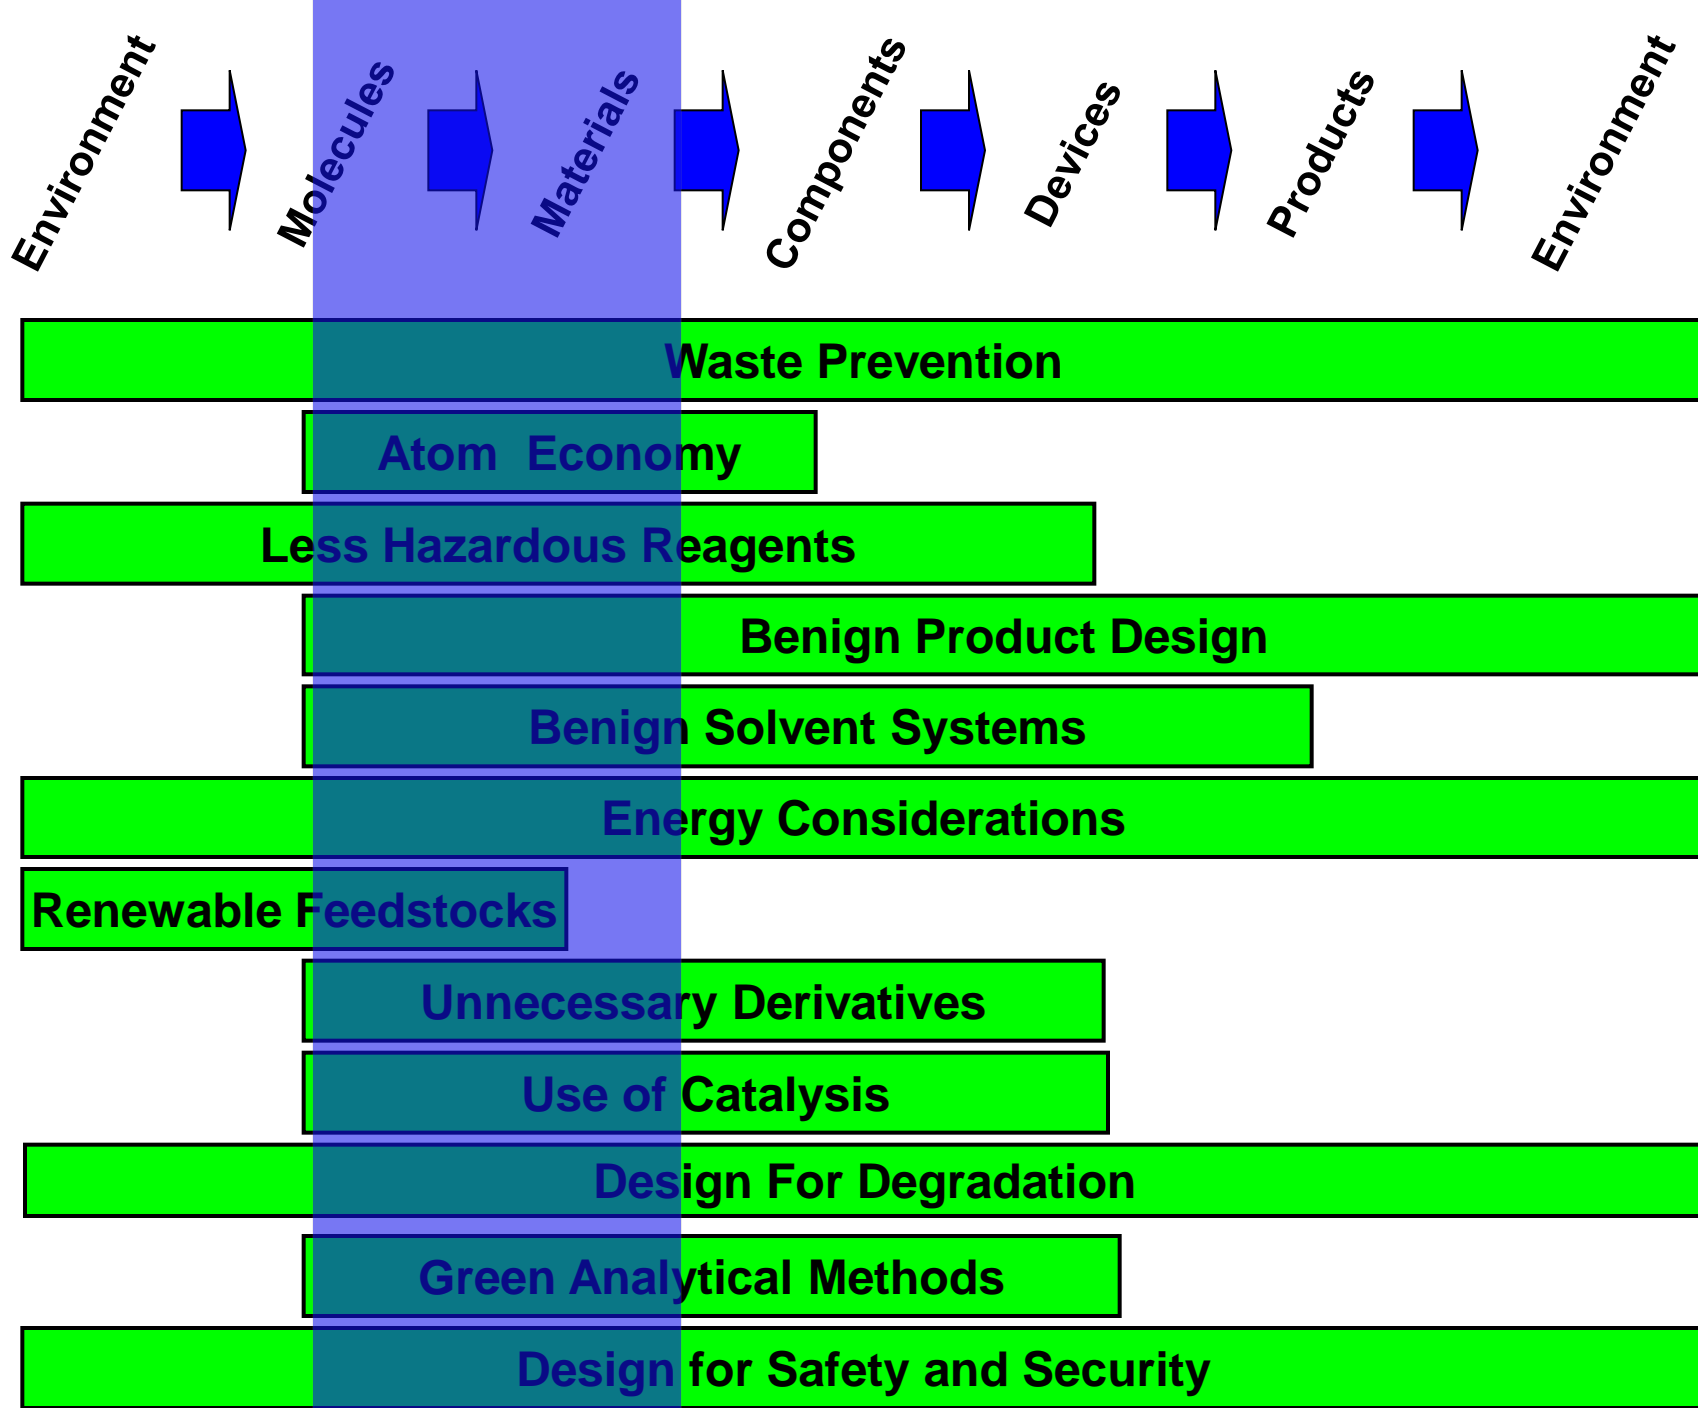 Environment
Molecules
Materials
Components
Devices
Products
Environment
Waste Prevention
Atom  Economy
Less Hazardous Reagents
Benign Product Design
Benign Solvent Systems
Energy Considerations
Renewable Feedstocks
Unnecessary Derivatives
Use of Catalysis
Design For Degradation
Green Analytical Methods
Design for Safety and Security